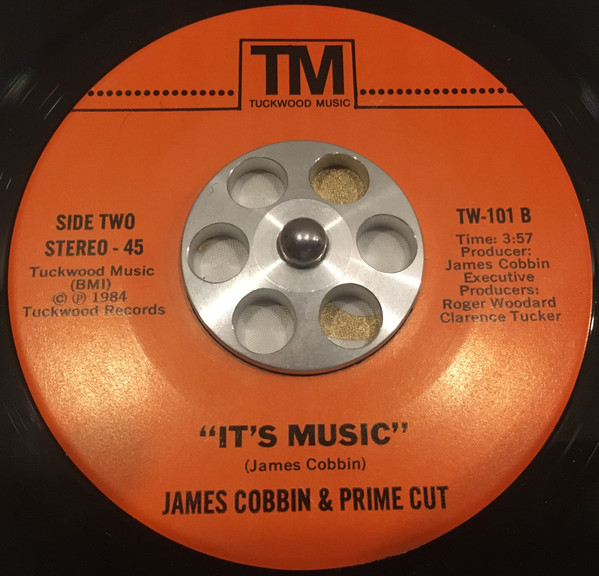 TM
TUCKWOOD MUSIC
SIDE TWO
STEREO - 45
Tuckwood Music
(BMI)
© ℗ 1984
Tuckwood Records
TW-101 B
Time: 3:57
Producer:
James Cobbin
Executive
Producers:
Roger Woodard
Clarence Tucker
"IT'S MUSIC"
(James Cobbin)
JAMES COBBIN & PRIME CUT